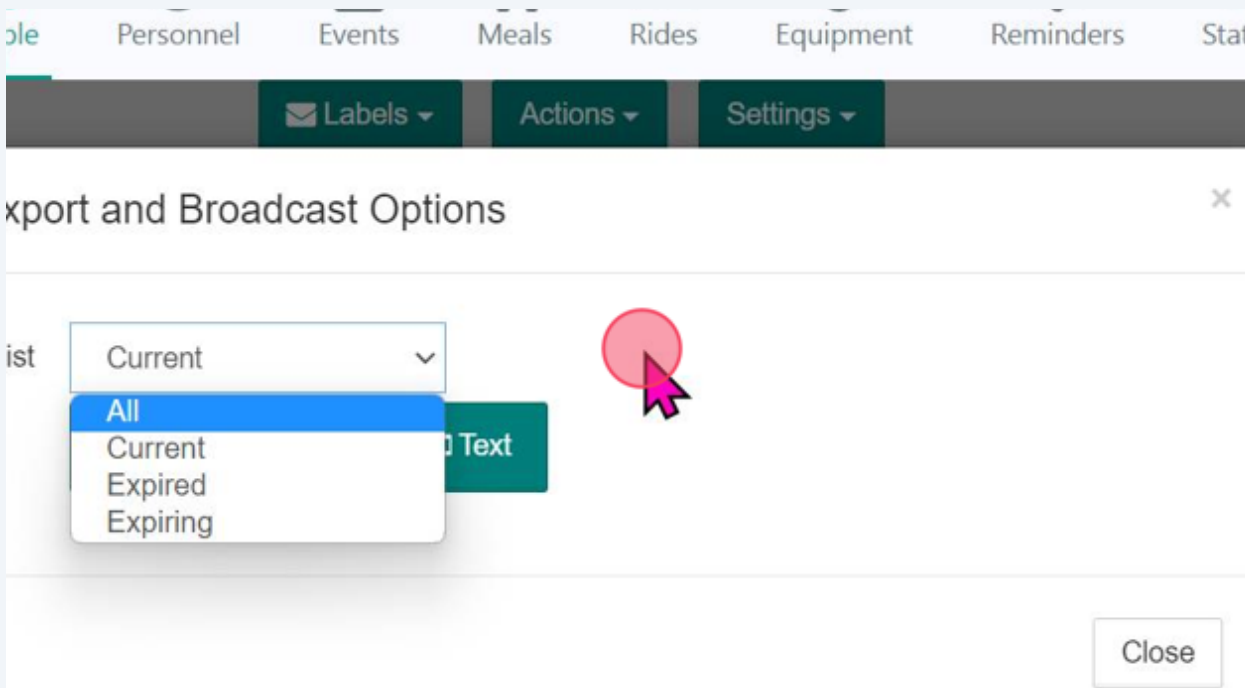 ple Personnel Events Meals Rides Equipment Reminders Stat
Labels Actions Settings
xport and Broadcast Options ×
ist Current
All
Current
Text
Expired
Expiring
Close